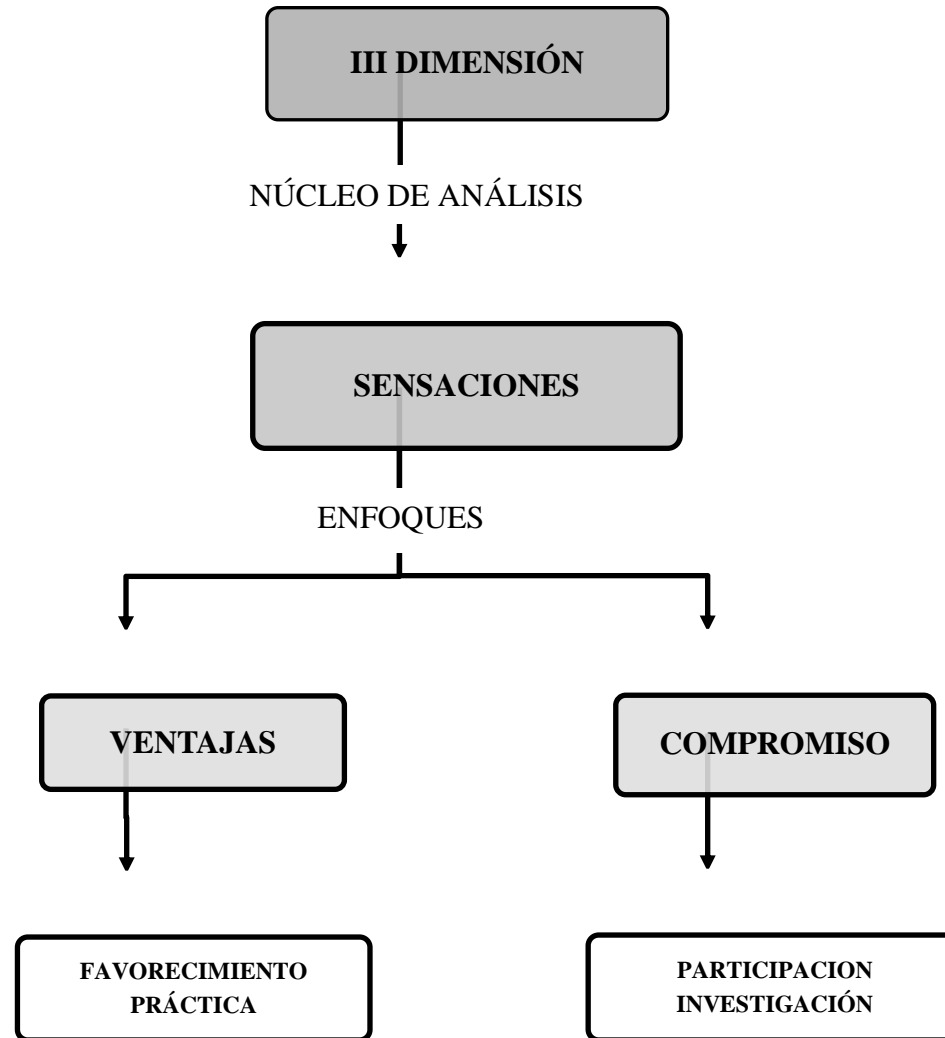 III DIMENSIÓN
NÚCLEO DE ANÁLISIS
SENSACIONES
ENFOQUES
VENTAJAS
COMPROMISO
FAVORECIMIENTO
PRÁCTICA
PARTICIPACION
INVESTIGACIÓN